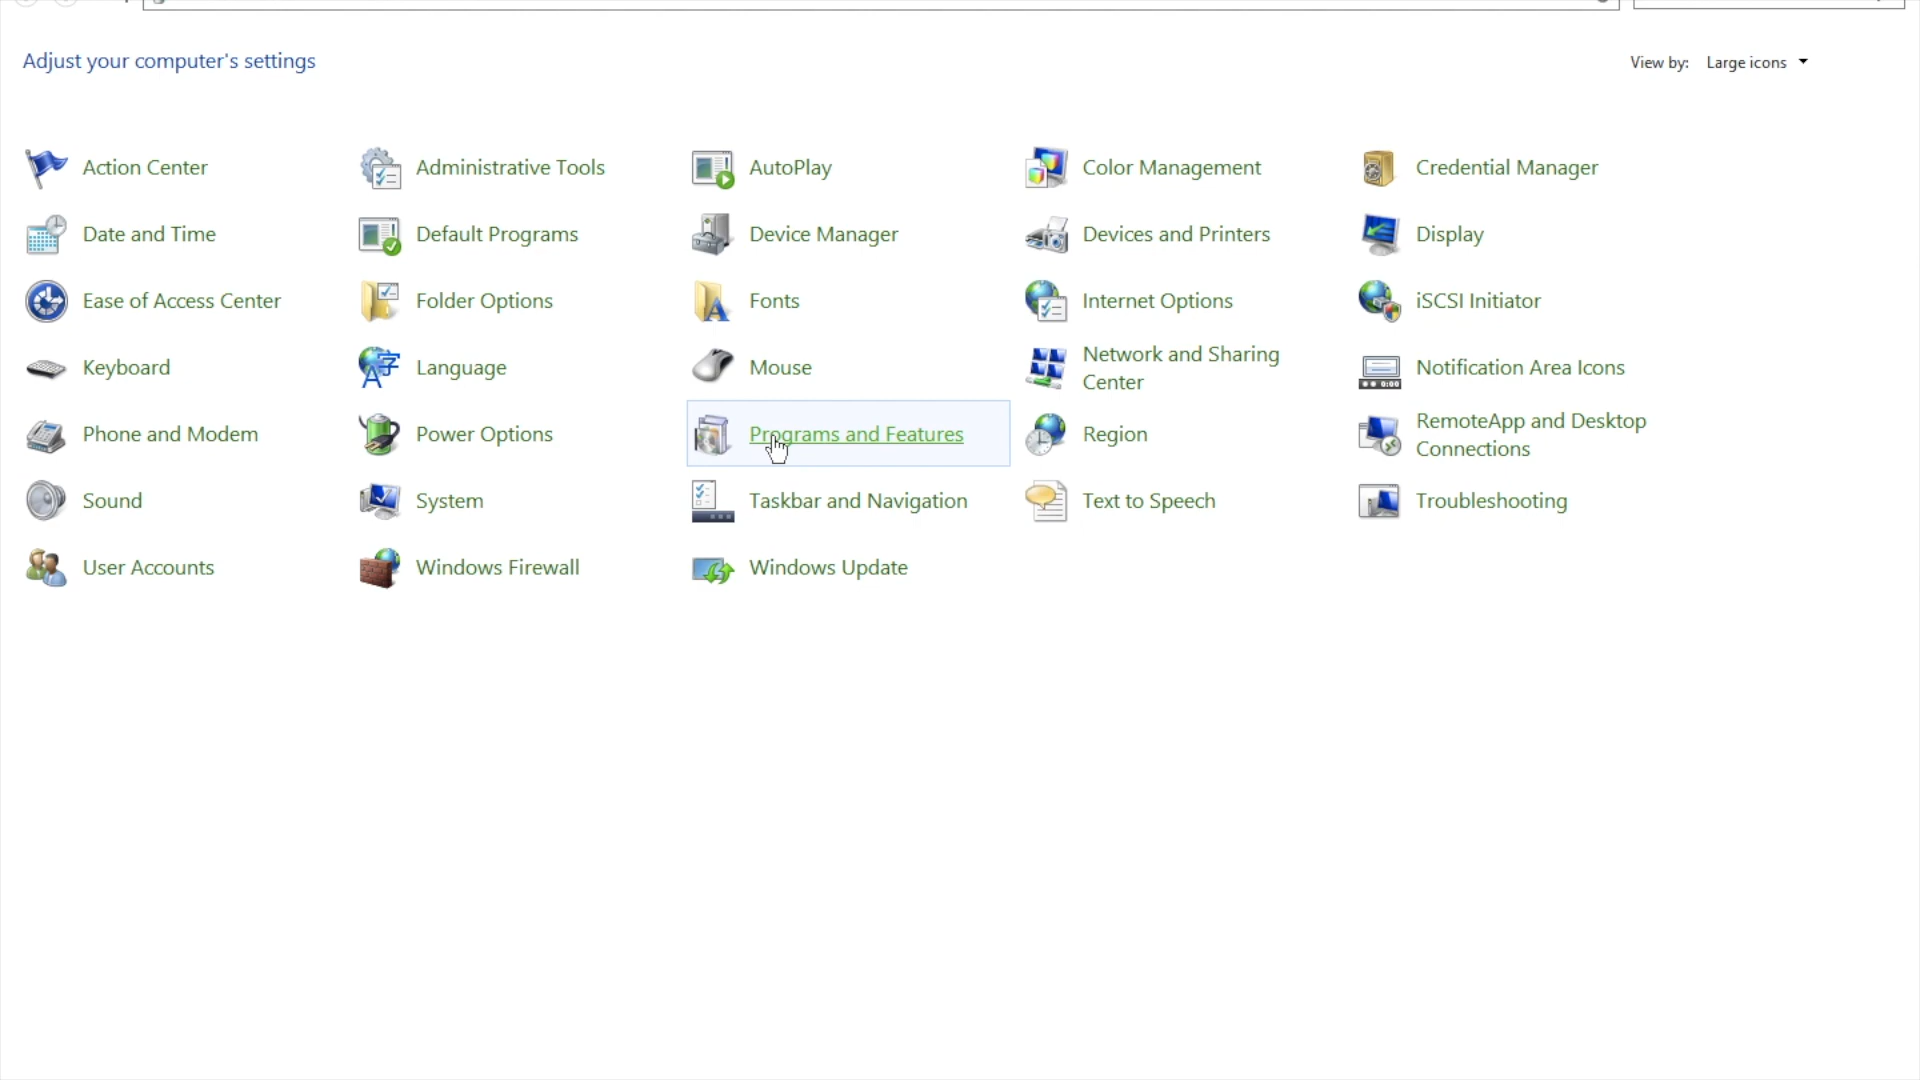 Adjust your computer's settings
View by: Large icons
Action Center
Administrative Tools
AutoPlay
Color Management
Credential Manager
Date and Time
Default Programs
Device Manager
Devices and Printers
Display
Ease of Access Center
Folder Options
Fonts
Internet Options
iSCSI Initiator
Keyboard
Language
Mouse
Network and Sharing
Center
Notification Area Icons
Phone and Modem
Power Options
Programs and Features
Region
RemoteApp and Desktop
Connections
Sound
System
Taskbar and Navigation
Text to Speech
Troubleshooting
User Accounts
Windows Firewall
Windows Update